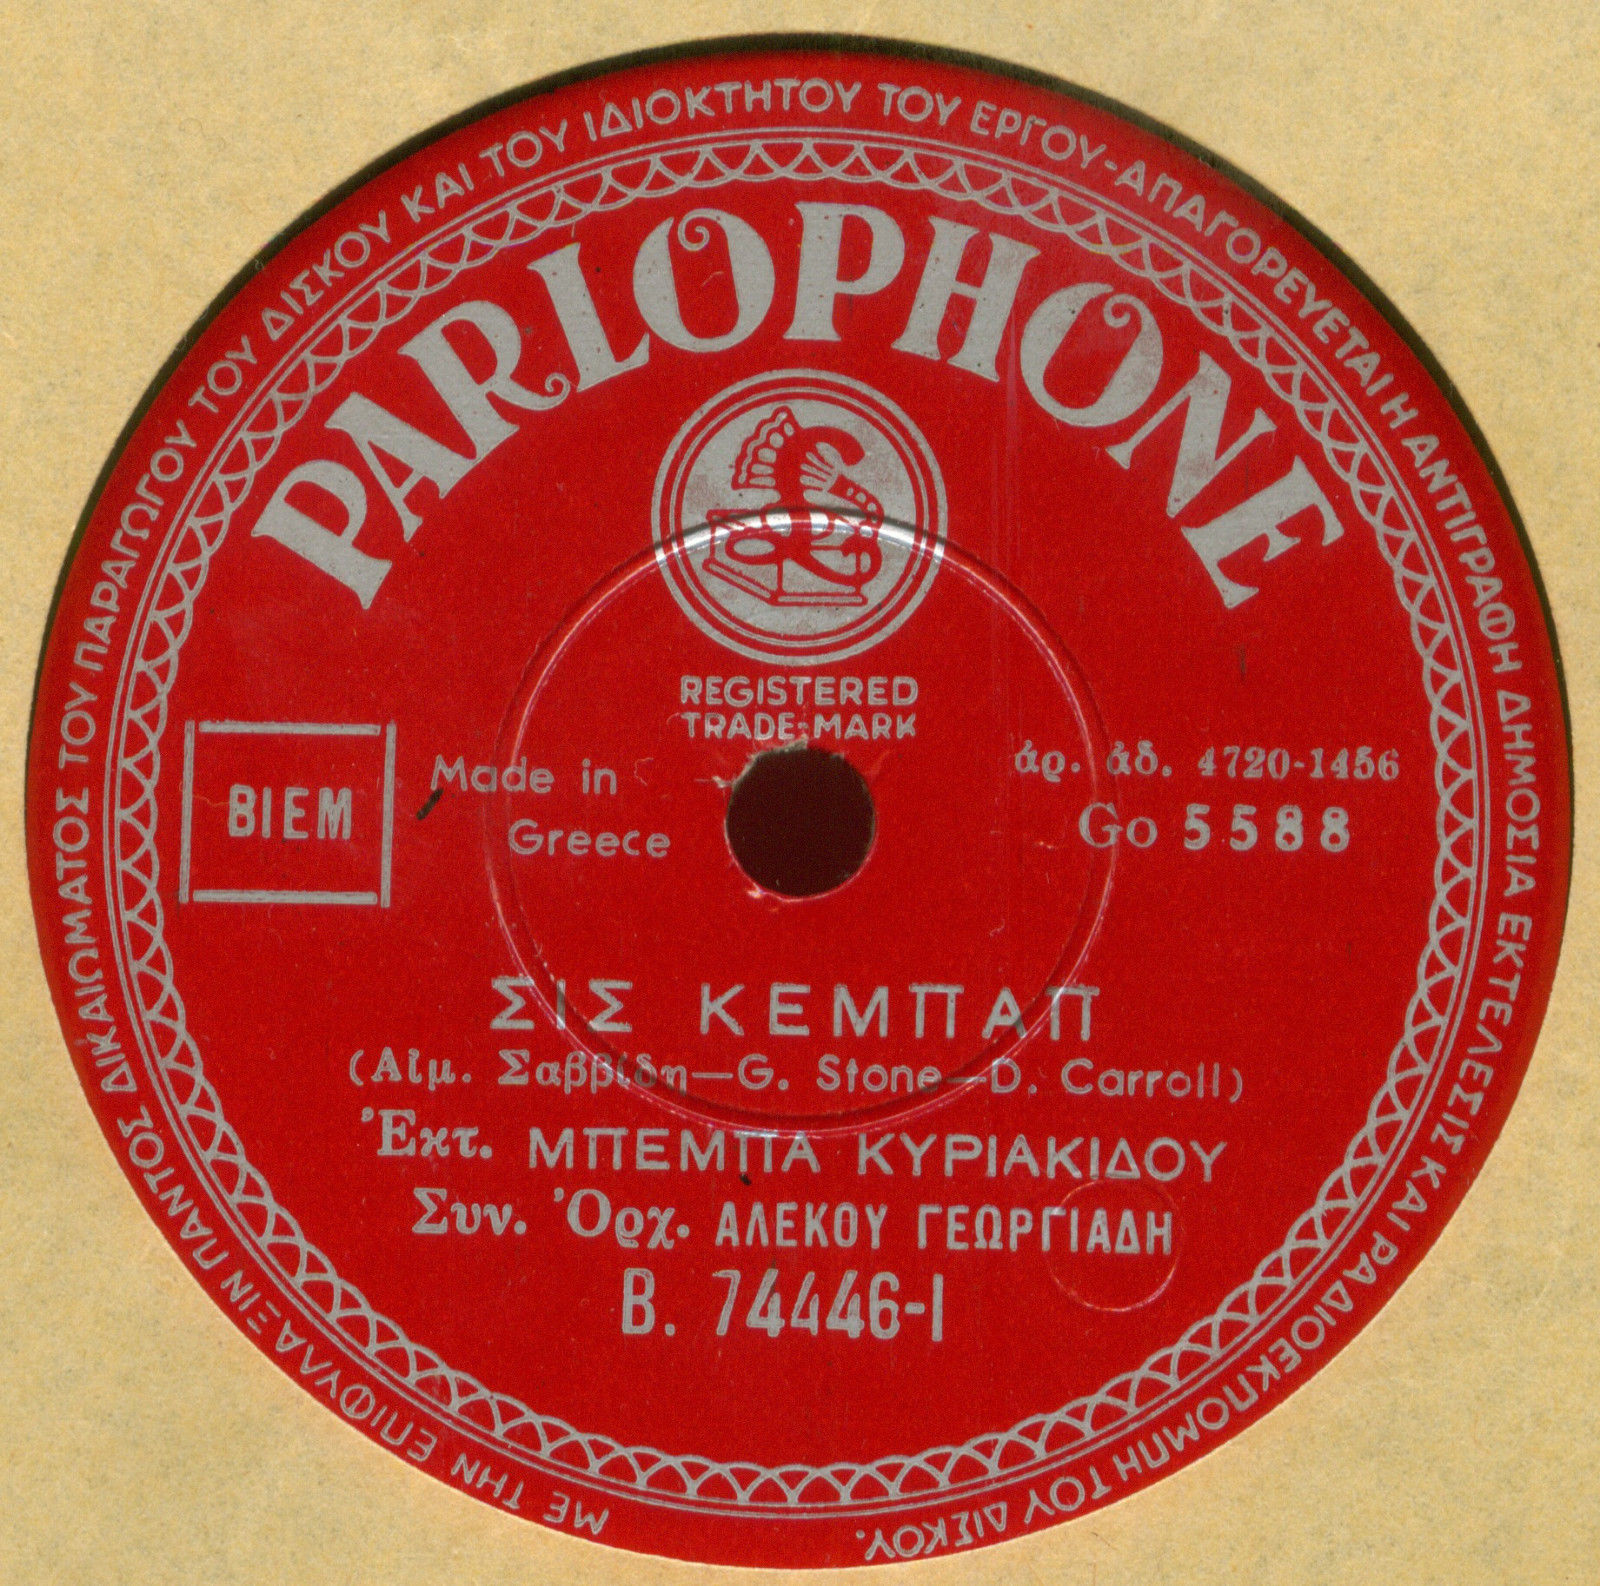 ΜΕ ΤΗΝ ΕΠΙΦΥΛΑΞΙΝ ΠΑΝΤΟΣ ΔΙΚΑΙΩΜΑΤΟΣ ΤΟΥ ΠΑΡΑΓΩΓΟΥ ΤΟΥ ΔΙΣΚΟΥ ΚΑΙ ΤΟΥ ΙΔΙΟΚΤΗΤΟΥ ΤΟΥ ΕΡΓΟΥ-ΑΠΑΓΟΡΕΥΕΤΑΙ Η ΑΝΤΙΓΡΑΦΗ ΔΗΜΟΣΙΑ ΕΚΤΕΛΕΣΙΣ ΚΑΙ ΡΑΔΙΟΕΚΠΟΜΠΗ ΤΟΥ ΔΙΣΚΟΥ.
PARLOPHONE
REGISTERED
TRADE-MARK
BIEM
Made in
Greece
ἀρ. ἀδ. 4720-1456
Go 5588
ΣΙΣ ΚΕΜΠΑΠ
(Αἰμ. Σαββίδη—G. Stone—D. Carroll)
Ἐκτ. ΜΠΕΜΠΑ ΚΥΡΙΑΚΙΔΟΥ
Συν. Ὀρχ. ΑΛΕΚΟΥ ΓΕΩΡΓΙΑΔΗ
B. 74446-I